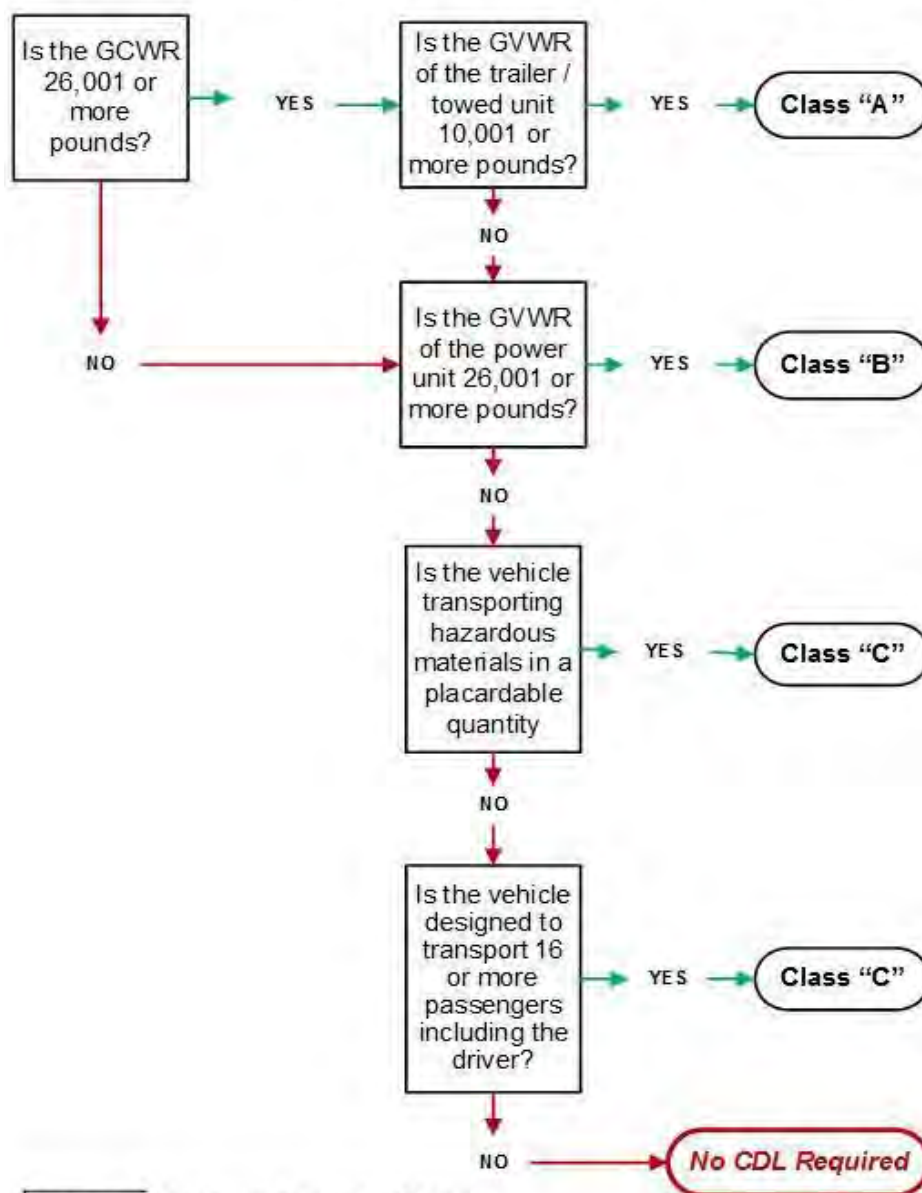 Is the GCWR
26,001 or
more
pounds?
YES
Is the GVWR
of the trailer /
towed unit
10,001 or
more pounds?
YES
Class “A”
NO
NO
Is the GVWR
of the power
unit 26,001 or
more pounds?
YES
Class “B”
NO
Is the vehicle
transporting
hazardous
materials in a
placardable
quantity
YES
Class “C”
NO
Is the vehicle
designed to
transport 16
or more
passengers
including the
driver?
YES
Class “C”
NO
No CDL Required